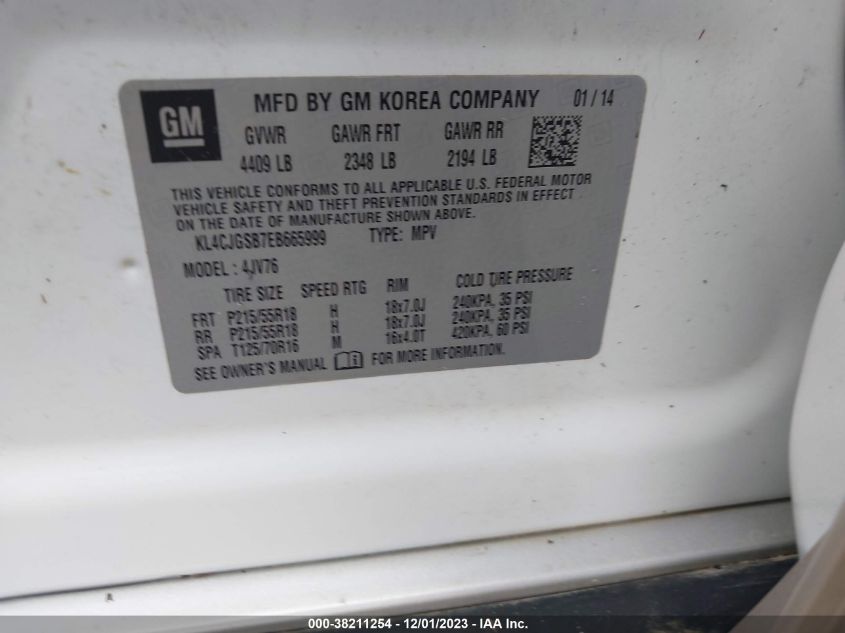 GM
MFD BY GM KOREA COMPANY 01 / 14
GVWR GAWR FRT GAWR RR
4409 LB 2348 LB 2194 LB
THIS VEHICLE CONFORMS TO ALL APPLICABLE U.S. FEDERAL MOTOR
VEHICLE SAFETY AND THEFT PREVENTION STANDARDS IN EFFECT
ON THE DATE OF MANUFACTURE SHOWN ABOVE.
KL4CJGSB7EB665999 TYPE: MPV
MODEL : 4JV76
TIRE SIZE SPEED RTG RIM COLD TIRE PRESSURE
FRT P215/55R18 H 18x7.0J 240KPA, 35 PSI
RR P215/55R18 H 18x7.0J 240KPA, 35 PSI
SPA T125/70R16 M 16x4.0T 420KPA, 60 PSI
SEE OWNER'S MANUAL FOR MORE INFORMATION.
000-38211254 - 12/01/2023 - IAA Inc.